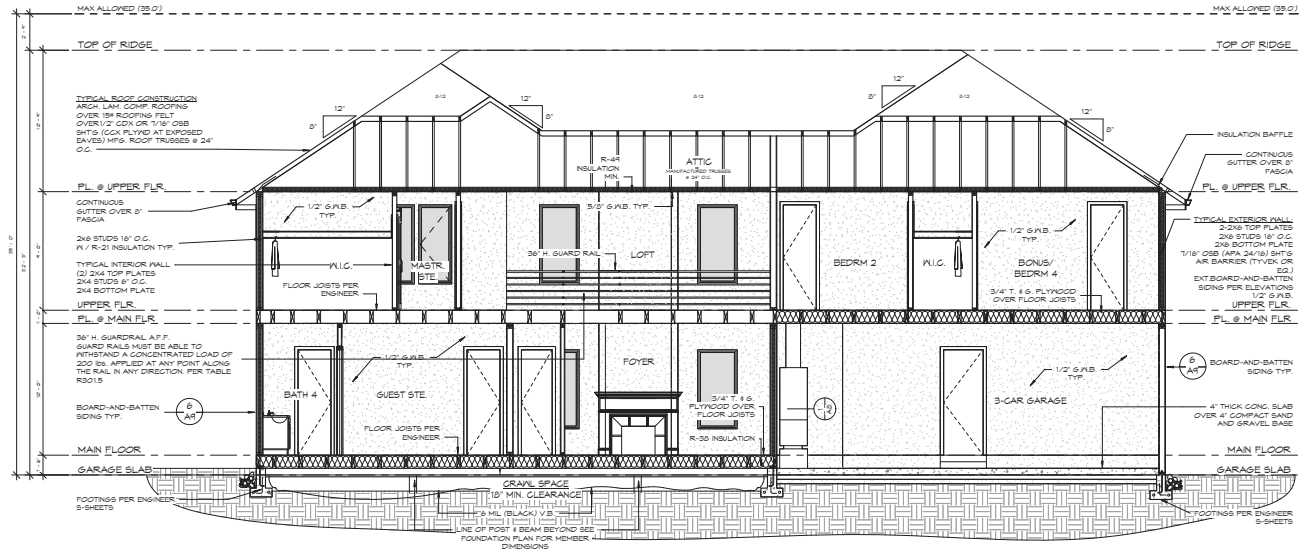 MAX ALLOWED (35.0')
MAX ALLOWED (35.0')
TOP OF RIDGE
TOP OF RIDGE
TYPICAL ROOF CONSTRUCTION
ARCH. LAM. COMP. ROOFING
OVER 15# ROOFING FELT
OVER 1/2" CDX OR 7/16" OSB
SHT'G (CCX PLYWD AT EXPOSED
EAVES) MFG. ROOF TRUSSES @ 24"
O.C.
12"
8"
12"
8"
12"
8"
12"
8"
8:12
8:12
8:12
R-49
INSULATION
MIN.
ATTIC
MANUFACTURED TRUSSES
@ 24" O.C.
INSULATION BAFFLE
CONTINUOUS
GUTTER OVER 8"
FASCIA
PL. @ UPPER FLR.
PL. @ UPPER FLR.
CONTINUOUS
GUTTER OVER 8"
FASCIA
2X6 STUDS 16" O.C.
W / R-21 INSULATION TYP.
TYPICAL INTERIOR WALL
(2) 2X4 TOP PLATES
2X4 STUDS 16" O.C.
2X4 BOTTOM PLATE
1/2" G.W.B.
TYP.
W.I.C.
MASTR.
STE.
FLOOR JOISTS PER
ENGINEER
5/8" G.W.B. TYP.
36" H. GUARD RAIL
LOFT
BEDRM 2
W.I.C.
1/2" G.W.B.
TYP.
BONUS/
BEDRM 4
3/4" T. & G. PLYWOOD
OVER FLOOR JOISTS
TYPICAL EXTERIOR WALL:
2-2X6 TOP PLATES
2X6 STUDS 16" O.C.
2X6 BOTTOM PLATE
7/16" OSB (APA 24/16) SHT'G
AIR BARRIER (TYVEK OR
EQ.)
EXT.BOARD-AND-BATTEN
SIDING PER ELEVATIONS
1/2" G.W.B.
UPPER FLR.
UPPER FLR.
PL. @ MAIN FLR
PL. @ MAIN FLR
36" H. GUARDRAIL A.F.F.
GUARD RAILS MUST BE ABLE TO
WITHSTAND A CONCENTRATED LOAD OF
200 lbs. APPLIED AT ANY POINT ALONG
THE RAIL IN ANY DIRECTION. PER TABLE
R301.5
BOARD-AND-BATTEN
SIDING TYP.
6
A9
BATH 4
1/2" G.W.B.
TYP.
GUEST STE.
FLOOR JOISTS PER
ENGINEER
FOYER
3/4" T. & G.
PLYWOOD OVER
FLOOR JOISTS
R-38 INSULATION
1/2" G.W.B.
TYP.
3-CAR GARAGE
6
A9
BOARD-AND-BATTEN
SIDING TYP.
4" THICK CONC. SLAB
OVER 4" COMPACT SAND
AND GRAVEL BASE
MAIN FLOOR
MAIN FLOOR
GARAGE SLAB
GARAGE SLAB
CRAWL SPACE
18" MIN. CLEARANCE
6 MIL (BLACK) V.B.
LINE OF POST & BEAM BEYOND SEE
FOUNDATION PLAN FOR MEMBER
DIMENSIONS
FOOTINGS PER ENGINEER
S-SHEETS
FOOTINGS PER ENGINEER
S-SHEETS